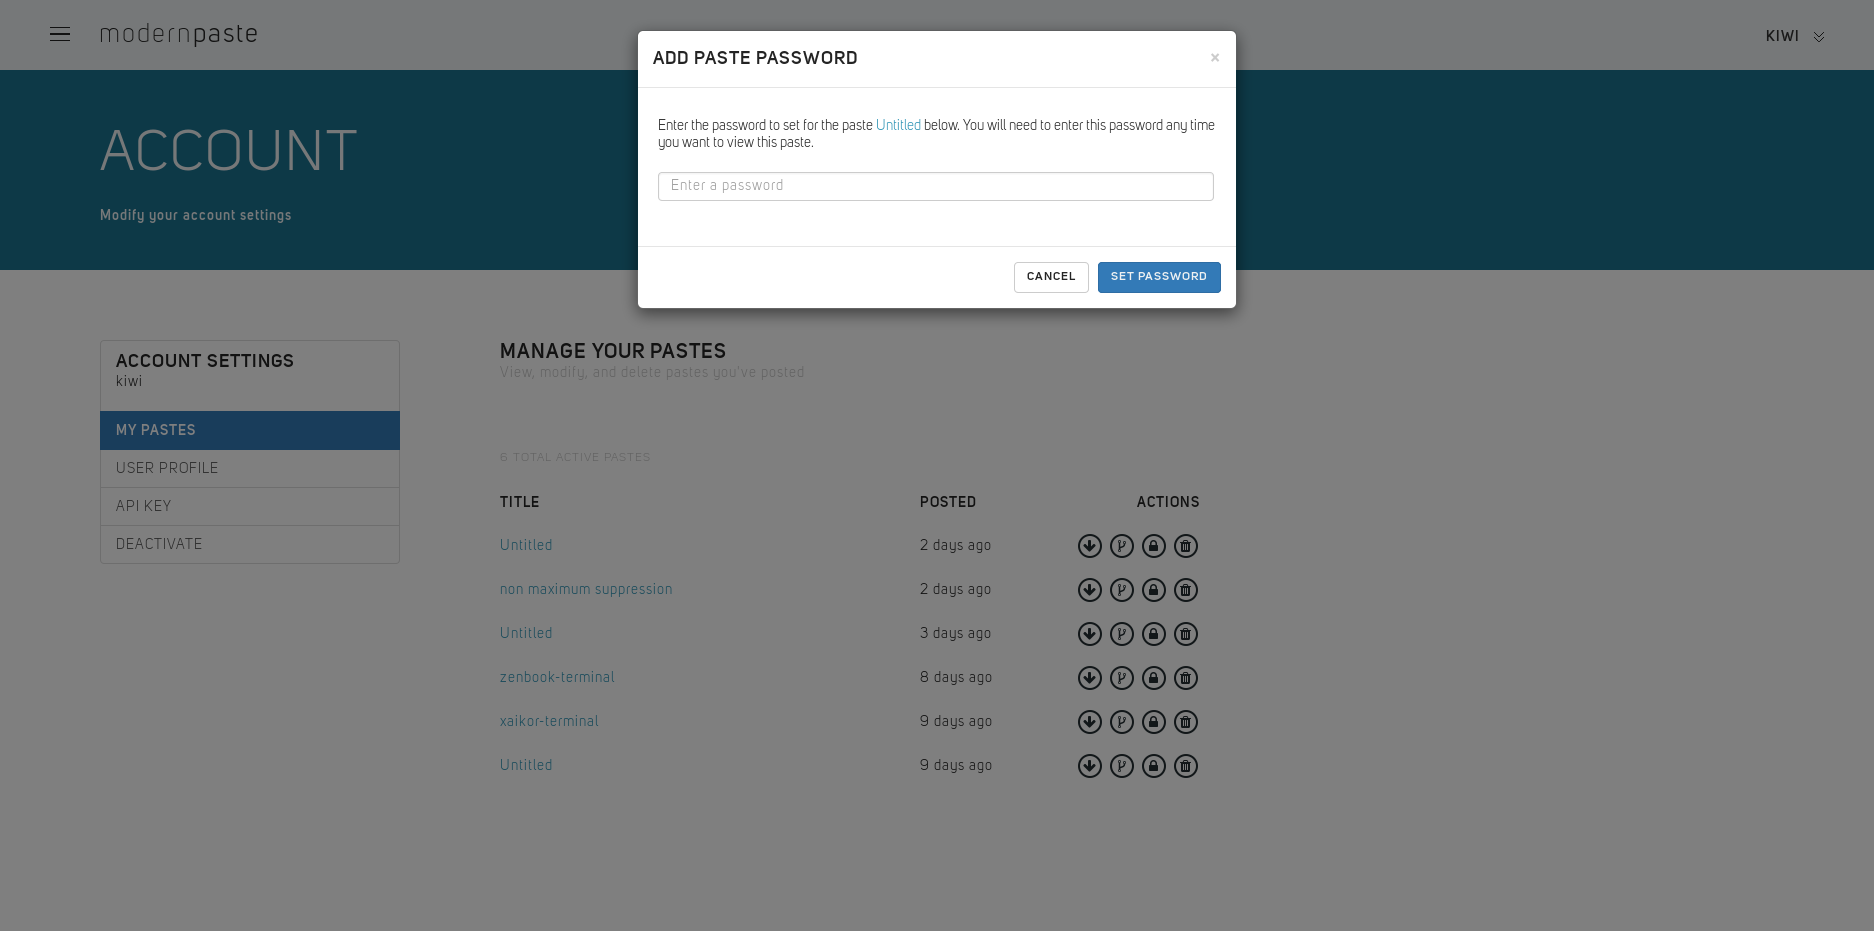 modernpaste
KIWI
ADD PASTE PASSWORD
×
Enter the password to set for the paste Untitled below. You will need to enter this password any time
you want to view this paste.
Enter a password
CANCEL
SET PASSWORD
ACCOUNT
Modify your account settings
ACCOUNT SETTINGS
kiwi
MY PASTES
USER PROFILE
API KEY
DEACTIVATE
MANAGE YOUR PASTES
View, modify, and delete pastes you've posted
6 TOTAL ACTIVE PASTES
TITLE POSTED ACTIONS
Untitled 2 days ago
non maximum suppression 2 days ago
Untitled 3 days ago
zenbook-terminal 8 days ago
xaikor-terminal 9 days ago
Untitled 9 days ago